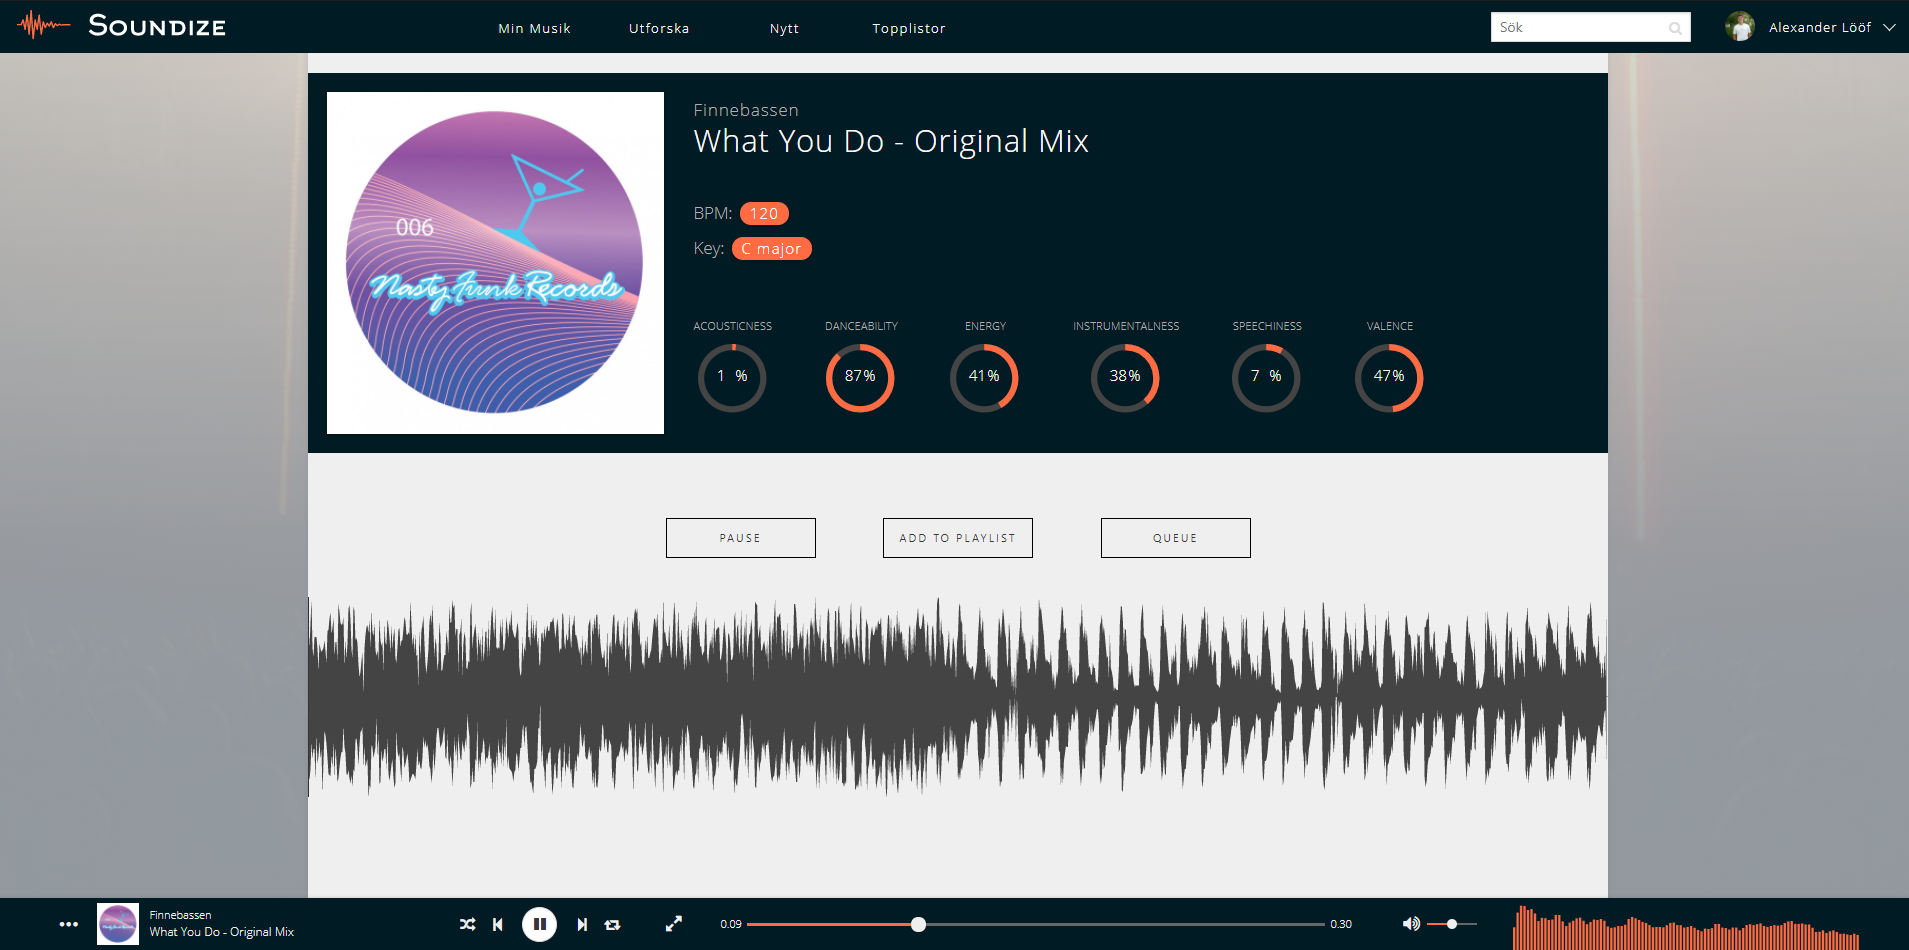 SOUNDIZE
Min Musik Utforska Nytt Topplistor
Sök
Alexander Lööf
006
Nasty Funk Records
Finnebassen
What You Do - Original Mix
BPM: 120
Key: C major
ACOUSTICNESS DANCEABILITY ENERGY INSTRUMENTALNESS SPEECHINESS VALENCE
1 % 87% 41% 38% 7 % 47%
PAUSE ADD TO PLAYLIST QUEUE
Finnebassen
What You Do - Original Mix
0.09 0.30